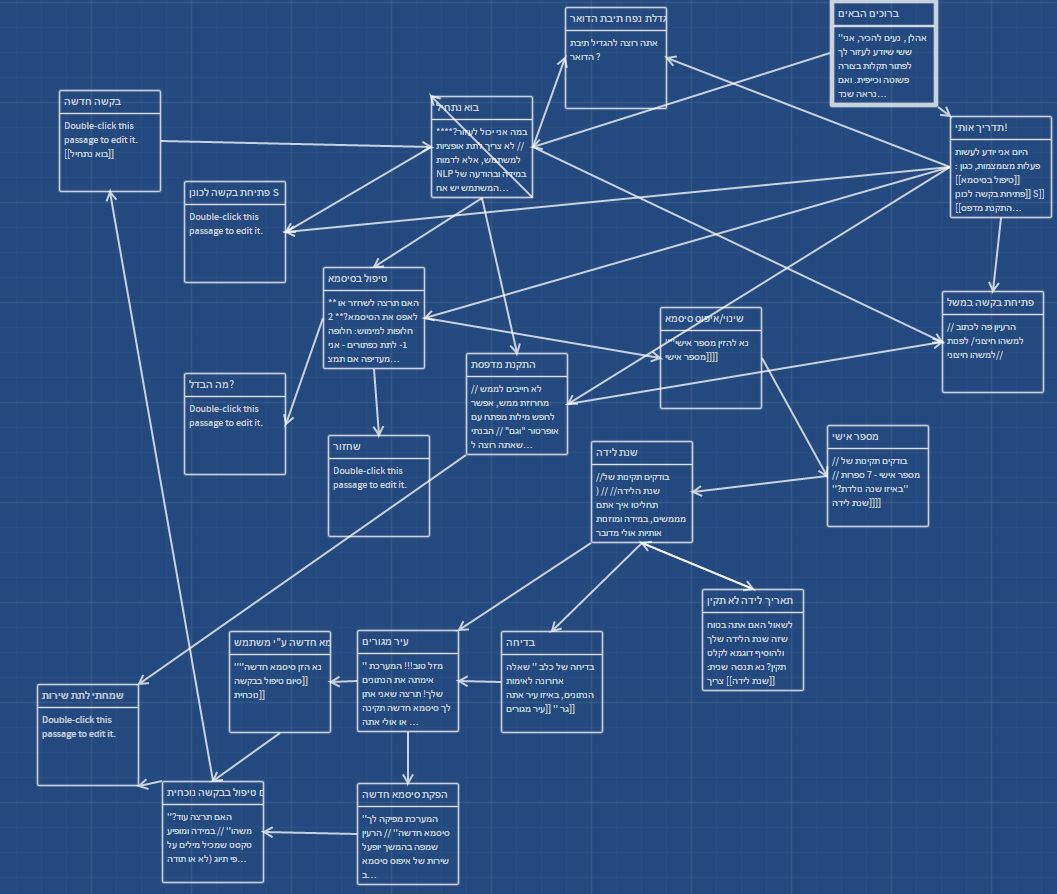 ברוכים הבאים
''אהלן , נעים להכיר, אני
ששי שיודע לעזור לך
לפתור תקלות בצורה
פשוטה וכייפית. ואם
נראה שנד...
גדלת נפח תיבת הדואר
אתה רוצה להגדיל תיבת
הדואר ?
בקשה חדשה
Double-click this
passage to edit it.
[[בוא נתחיל]]
בוא נתחיל
****במה אני יכול לעזור?
// לא צריך לתת אופציות
למשתמש, אלא לדמות
NLP במידה ובהודעה של
המשתמש יש אח...
תדריך אותי!
היום אני יודע לעשות
פעלות מצומצמות, כגון :
[[טיפול בסיסמא]]
[[פתיחת בקשה לכונן S]]
[[התקנת מדפס...
פתיחת בקשה לכונן S
Double-click this
passage to edit it.
טיפול בסיסמא
** האם תרצה לשחזר או
לאפס את הסיסמא?** 2
חלופות למימוש: חלופה
1- לתת כפתורים - אני
מעדיפה אם תמצ...
שינוי/איפוס סיסמא
''נא להזין מספר אישי''
[[מספר אישי]]
פתיחת בקשה במשל
// הרעיון פה לכתוב
למשהו חיצוני/ לפנות
למשהו חיצוני//
התקנת מדפסת
// לא חייבים לממש
מחרוזת ממש, אפשר
לחפש מילות מפתח עם
אופרטור "וגם" // הבנתי
שאתה רוצה ל...
מה הבדל?
Double-click this
passage to edit it.
שחזור
Double-click this
passage to edit it.
שנת לידה
//בודקים תקינות של
שנת הלידה// // (
תחליטו איך אתם
מממשים, במידה ומוזנות
אותיות אולי מדובר
מספר אישי
// בודקים תקינות של
מספר אישי - 7 ספרות //
''באיזו שנה נולדת?''
[[שנת לידה]]
תאריך לידה לא תקין
לשאול האם אתה בטוח
שזה שנת הלידה שלך
ולהוסיף דוגמא לקלט
תקין? נא תנסה שנית:
[[שנת לידה]] צריך
מא חדשה ע"י משתמש
''נא הזן סיסמא חדשה''
[[סיום טיפול בבקשה
נוכחית]]
עיר מגורים
'' מזל טוב!!! המערכת
אימתה את הנתונים
שלך! תרצה שאני אתן
לך סיסמא חדשה תקינה
או אולי אתה ...
בדיחה
בדיחה של כלב '' שאלה
אחרונה לאימות
הנתונים, באיזו עיר אתה
גר '' [[עיר מגורים]]
שמחתי לתת שירות
Double-click this
passage to edit it.
ם טיפול בבקשה נוכחית
''האם תרצה עוד?
משהו'' // במידה ומופיע
טקסט שמכיל מילים על
פי תיוג (לא או תודה...
הפקת סיסמא חדשה
''המערכת מפיקה לך
סיסמא חדשה'' // הרעיון
שמפה בהמשך יופעל
שירות של איפוס סיסמא
ב...